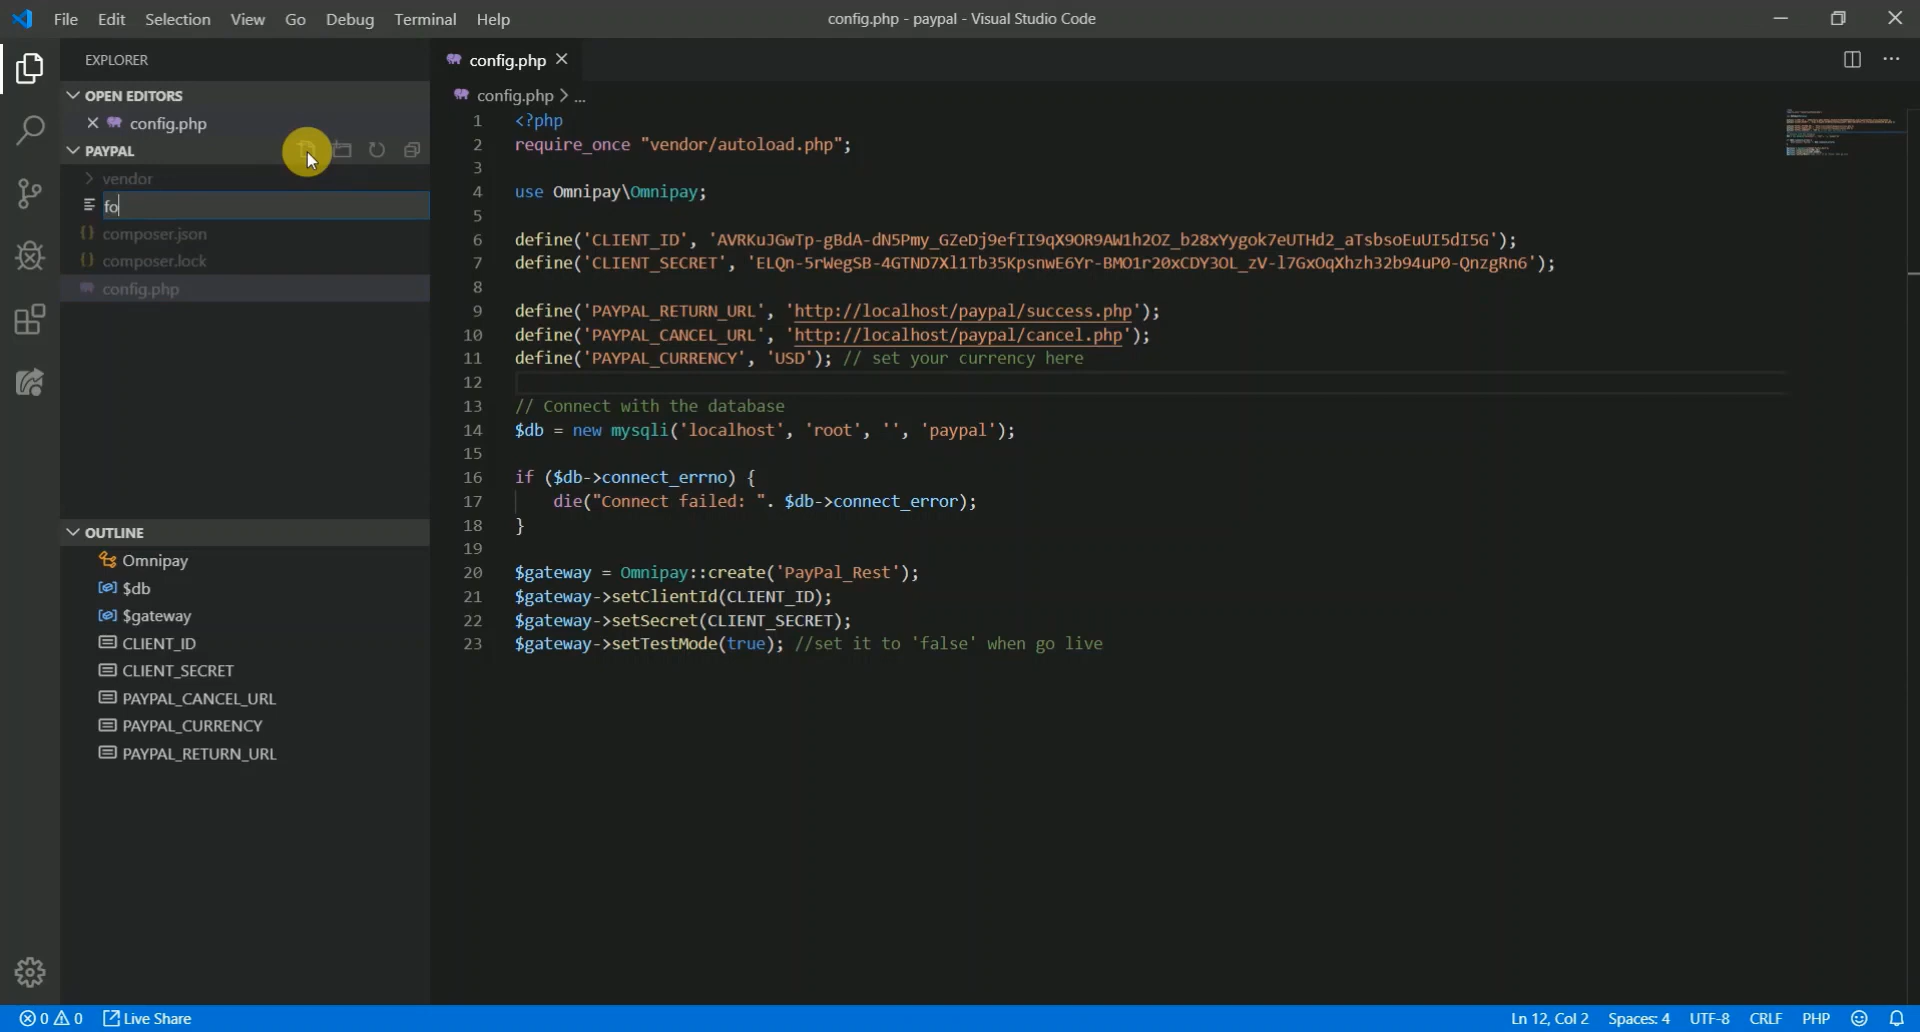 File Edit Selection View Go Debug Terminal Help
config.php - paypal - Visual Studio Code
EXPLORER
OPEN EDITORS
config.php
PAYPAL
vendor
fo
composer.json
composer.lock
config.php
OUTLINE
Omnipay
$db
$gateway
CLIENT_ID
CLIENT_SECRET
PAYPAL_CANCEL_URL
PAYPAL_CURRENCY
PAYPAL_RETURN_URL
config.php
config.php > ...
1 <?php
2 require_once "vendor/autoload.php";
3
4 use Omnipay\Omnipay;
5
6 define('CLIENT_ID', 'AVRKuJGwTp-gBdA-dN5Pmy_GZeDj9efII9qX9OR9AW1h2OZ_b28xYygok7eUTHd2_aTsbsoEuUI5dI5G');
7 define('CLIENT_SECRET', 'ELQn-5rWegSB-4GTND7Xl1Tb35KpsnwE6Yr-BMO1r20xCDY3OL_zV-l7GxOqXhzh32b94uP0-QnzgRn6');
8
9 define('PAYPAL_RETURN_URL', 'http://localhost/paypal/success.php');
10 define('PAYPAL_CANCEL_URL', 'http://localhost/paypal/cancel.php');
11 define('PAYPAL_CURRENCY', 'USD'); // set your currency here
12
13 // Connect with the database
14 $db = new mysqli('localhost', 'root', '', 'paypal');
15
16 if ($db->connect_errno) {
17 die("Connect failed: ". $db->connect_error);
18 }
19
20 $gateway = Omnipay::create('PayPal_Rest');
21 $gateway->setClientId(CLIENT_ID);
22 $gateway->setSecret(CLIENT_SECRET);
23 $gateway->setTestMode(true); //set it to 'false' when go live
0 0 Live Share
Ln 12, Col 2 Spaces: 4 UTF-8 CRLF PHP